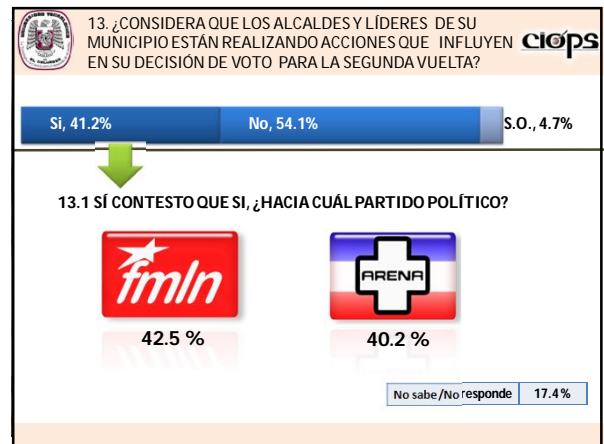 13. ¿CONSIDERA QUE LOS ALCALDES Y LÍDERES DE SU
MUNICIPIO ESTÁN REALIZANDO ACCIONES QUE INFLUYEN
EN SU DECISIÓN DE VOTO PARA LA SEGUNDA VUELTA?
CIOPS
Si, 41.2%
No, 54.1%
S.O., 4.7%
13.1 SÍ CONTESTO QUE SI, ¿HACIA CUÁL PARTIDO POLÍTICO?
fmln
ARENA
42.5 %
40.2 %
No sabe/No responde 17.4%